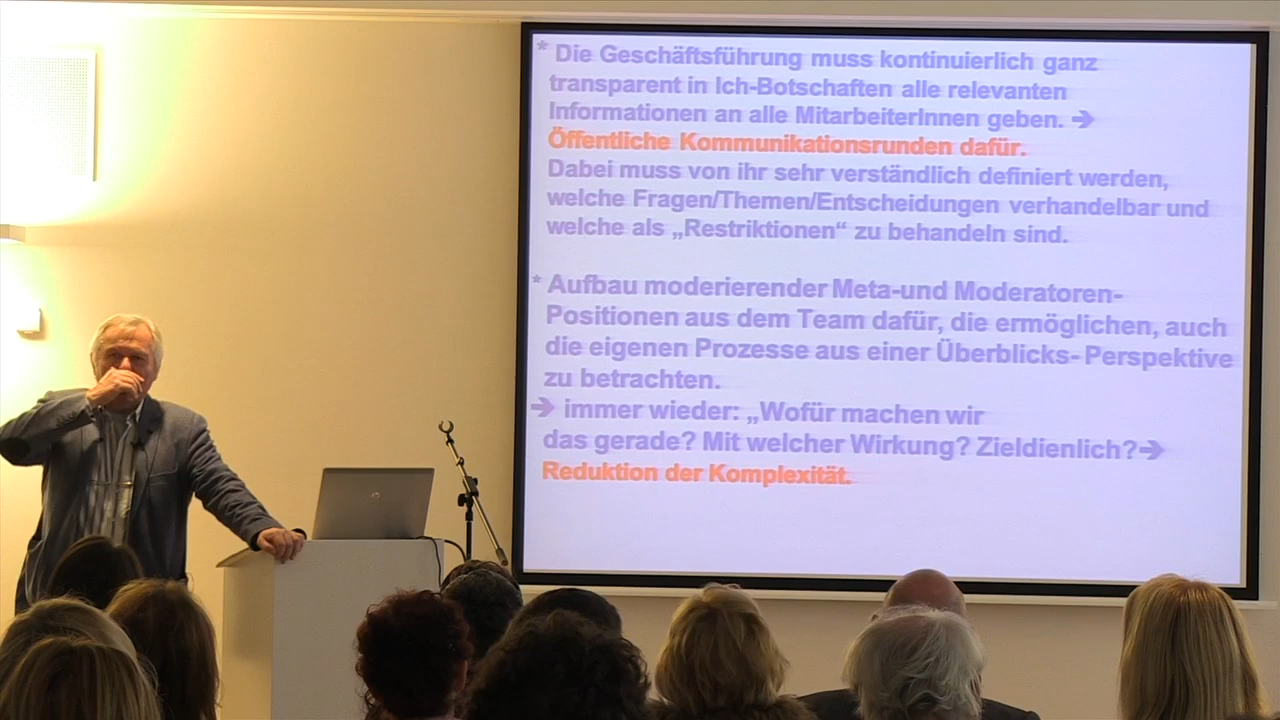 * Die Geschäftsführung muss kontinuierlich ganz
transparent in Ich-Botschaften alle relevanten
Informationen an alle MitarbeiterInnen geben. ➔
Öffentliche Kommunikationsrunden dafür.
Dabei muss von ihr sehr verständlich definiert werden,
welche Fragen/Themen/Entscheidungen verhandelbar und
welche als „Restriktionen“ zu behandeln sind.
* Aufbau moderierender Meta-und Moderatoren-
Positionen aus dem Team dafür, die ermöglichen, auch
die eigenen Prozesse aus einer Überblicks- Perspektive
zu betrachten.
➔ immer wieder: „Wofür machen wir
das gerade? Mit welcher Wirkung? Zieldienlich?➔
Reduktion der Komplexität.